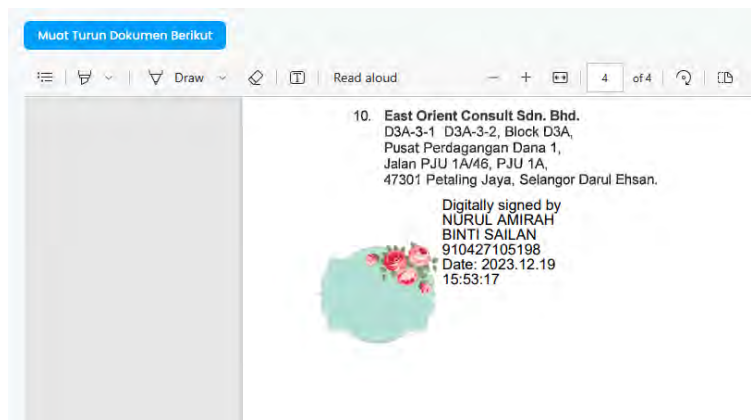 Muat Turun Dokumen Berikut
Draw
Read aloud
4 of 4
10. East Orient Consult Sdn. Bhd.
D3A-3-1 D3A-3-2, Block D3A,
Pusat Perdagangan Dana 1,
Jalan PJU 1A/46, PJU 1A,
47301 Petaling Jaya, Selangor Darul Ehsan.
Digitally signed by
NURUL AMIRAH
BINTI SAILAN
910427105198
Date: 2023.12.19
15:53:17